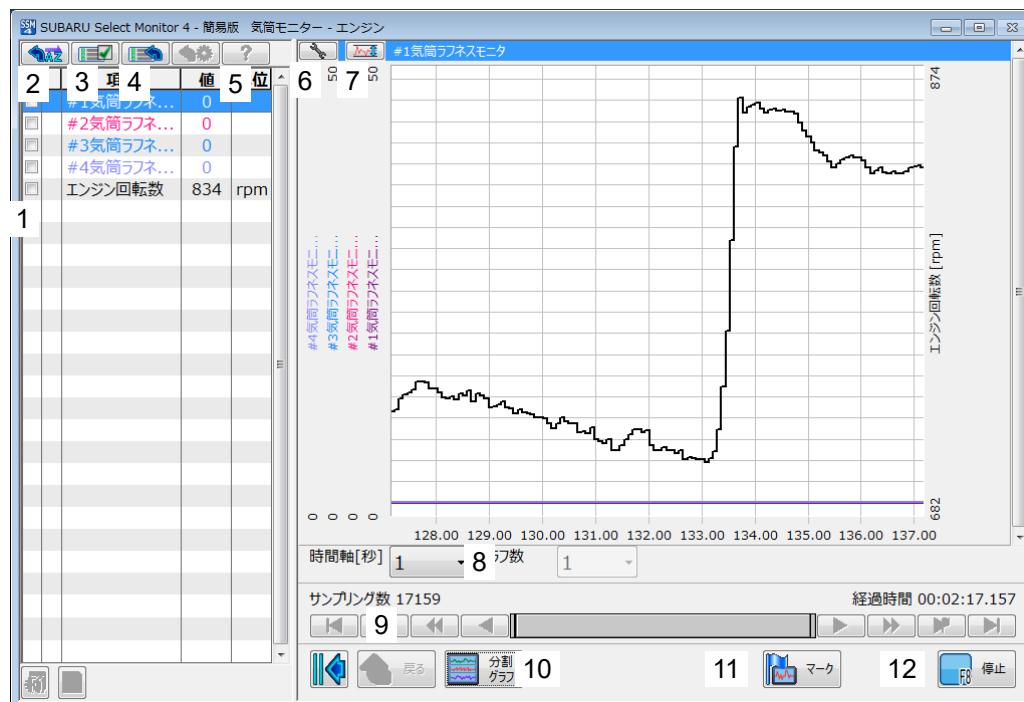 SUBARU Select Monitor 4 - 簡易版 気筒モニター - エンジン
AZ
?
2
3
4
5
6
7
項
値
位
#1気筒ラフネ... 0
#2気筒ラフネ... 0
#3気筒ラフネ... 0
#4気筒ラフネ... 0
エンジン回転数 834 rpm
1
#1気筒ラフネスモニタ
50
50
874
#4気筒ラフネスモニ...
#3気筒ラフネスモニ...
#2気筒ラフネスモニ...
#1気筒ラフネスモニ...
エンジン回転数 [rpm]
0 0 0 0
682
128.00 129.00 130.00 131.00 132.00 133.00 134.00 135.00 136.00 137.00
時間軸[秒] 1 8 フ数 1
サンプリング数 17159
経過時間 00:02:17.157
9
戻る
分割
グラフ
10
11
マーク
12
F8
停止